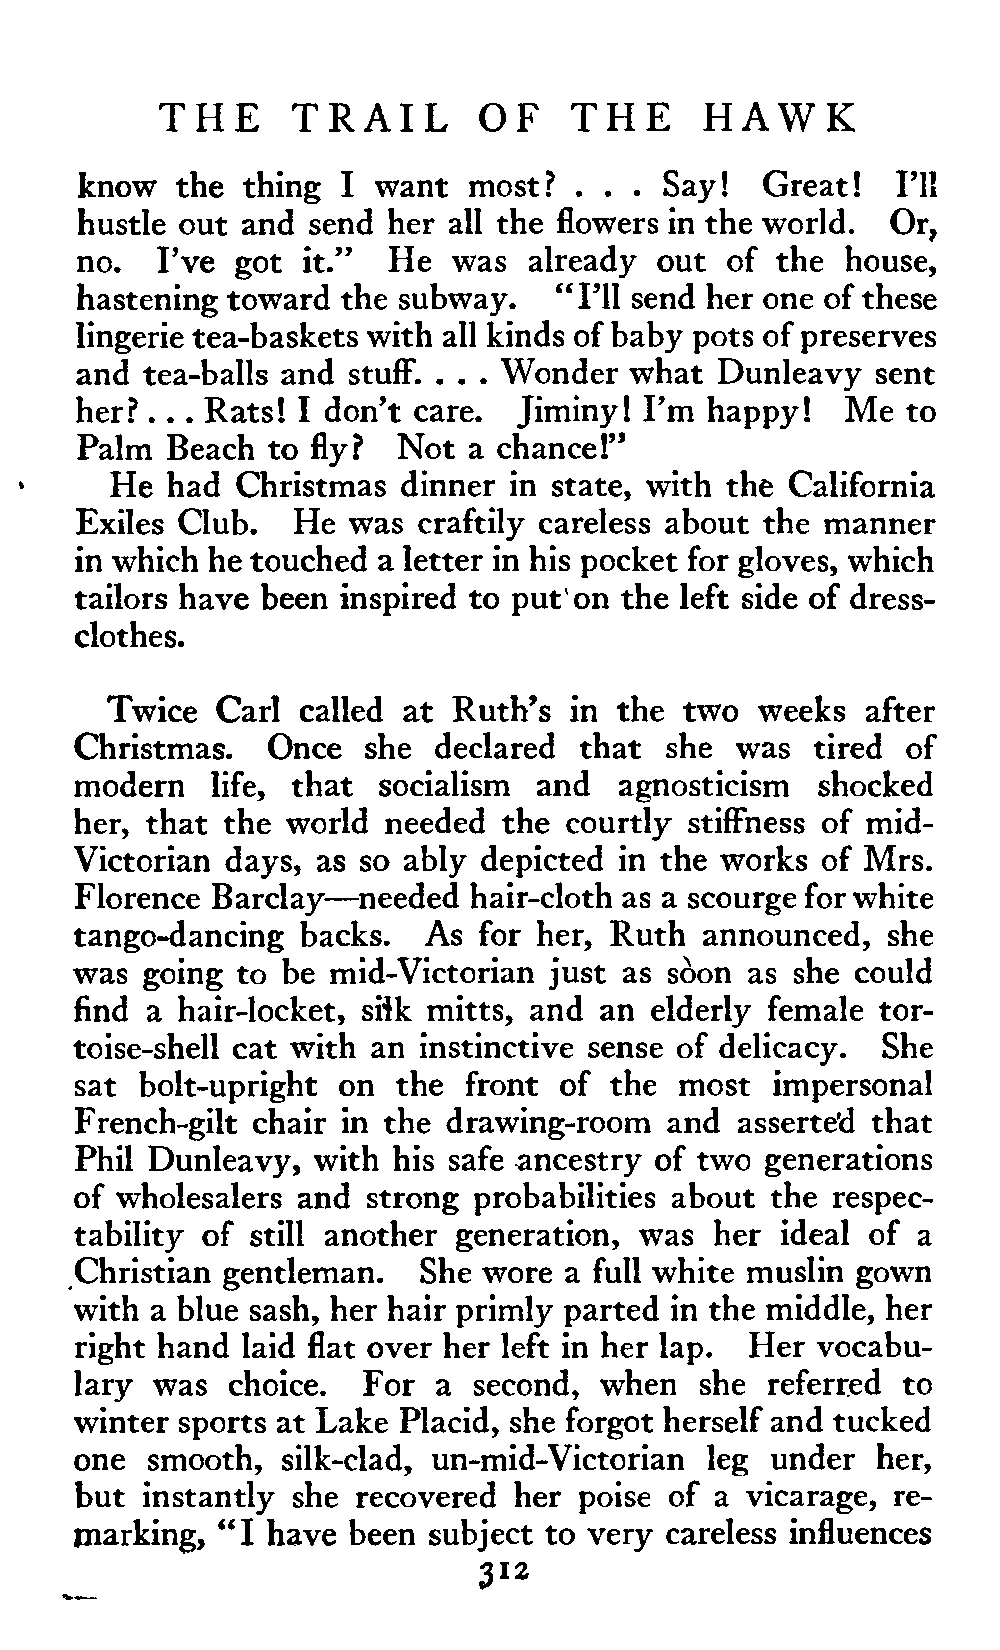 THE TRAIL OF THE HAWK
know the thing I want most? . . . Say! Great! I'll
hustle out and send her all the flowers in the world. Or,
no. I've got it." He was already out of the house,
hastening toward the subway. "I'll send her one of these
lingerie tea-baskets with all kinds of baby pots of preserves
and tea-balls and stuff. . . . Wonder what Dunleavy sent
her? . . . Rats! I don't care. Jiminy! I'm happy! Me to
Palm Beach to fly? Not a chance!"
He had Christmas dinner in state, with the California
Exiles Club. He was craftily careless about the manner
in which he touched a letter in his pocket for gloves, which
tailors have been inspired to put on the left side of dress-
clothes.
Twice Carl called at Ruth's in the two weeks after
Christmas. Once she declared that she was tired of
modern life, that socialism and agnosticism shocked
her, that the world needed the courtly stiffness of mid-
Victorian days, as so ably depicted in the works of Mrs.
Florence Barclay—needed hair-cloth as a scourge for white
tango-dancing backs. As for her, Ruth announced, she
was going to be mid-Victorian just as soon as she could
find a hair-locket, silk mitts, and an elderly female tor-
toise-shell cat with an instinctive sense of delicacy. She
sat bolt-upright on the front of the most impersonal
French-gilt chair in the drawing-room and asserted that
Phil Dunleavy, with his safe ancestry of two generations
of wholesalers and strong probabilities about the respec-
tability of still another generation, was her ideal of a
Christian gentleman. She wore a full white muslin gown
with a blue sash, her hair primly parted in the middle, her
right hand laid flat over her left in her lap. Her vocabu-
lary was choice. For a second, when she referred to
winter sports at Lake Placid, she forgot herself and tucked
one smooth, silk-clad, un-mid-Victorian leg under her,
but instantly she recovered her poise of a vicarage, re-
marking, "I have been subject to very careless influences
312